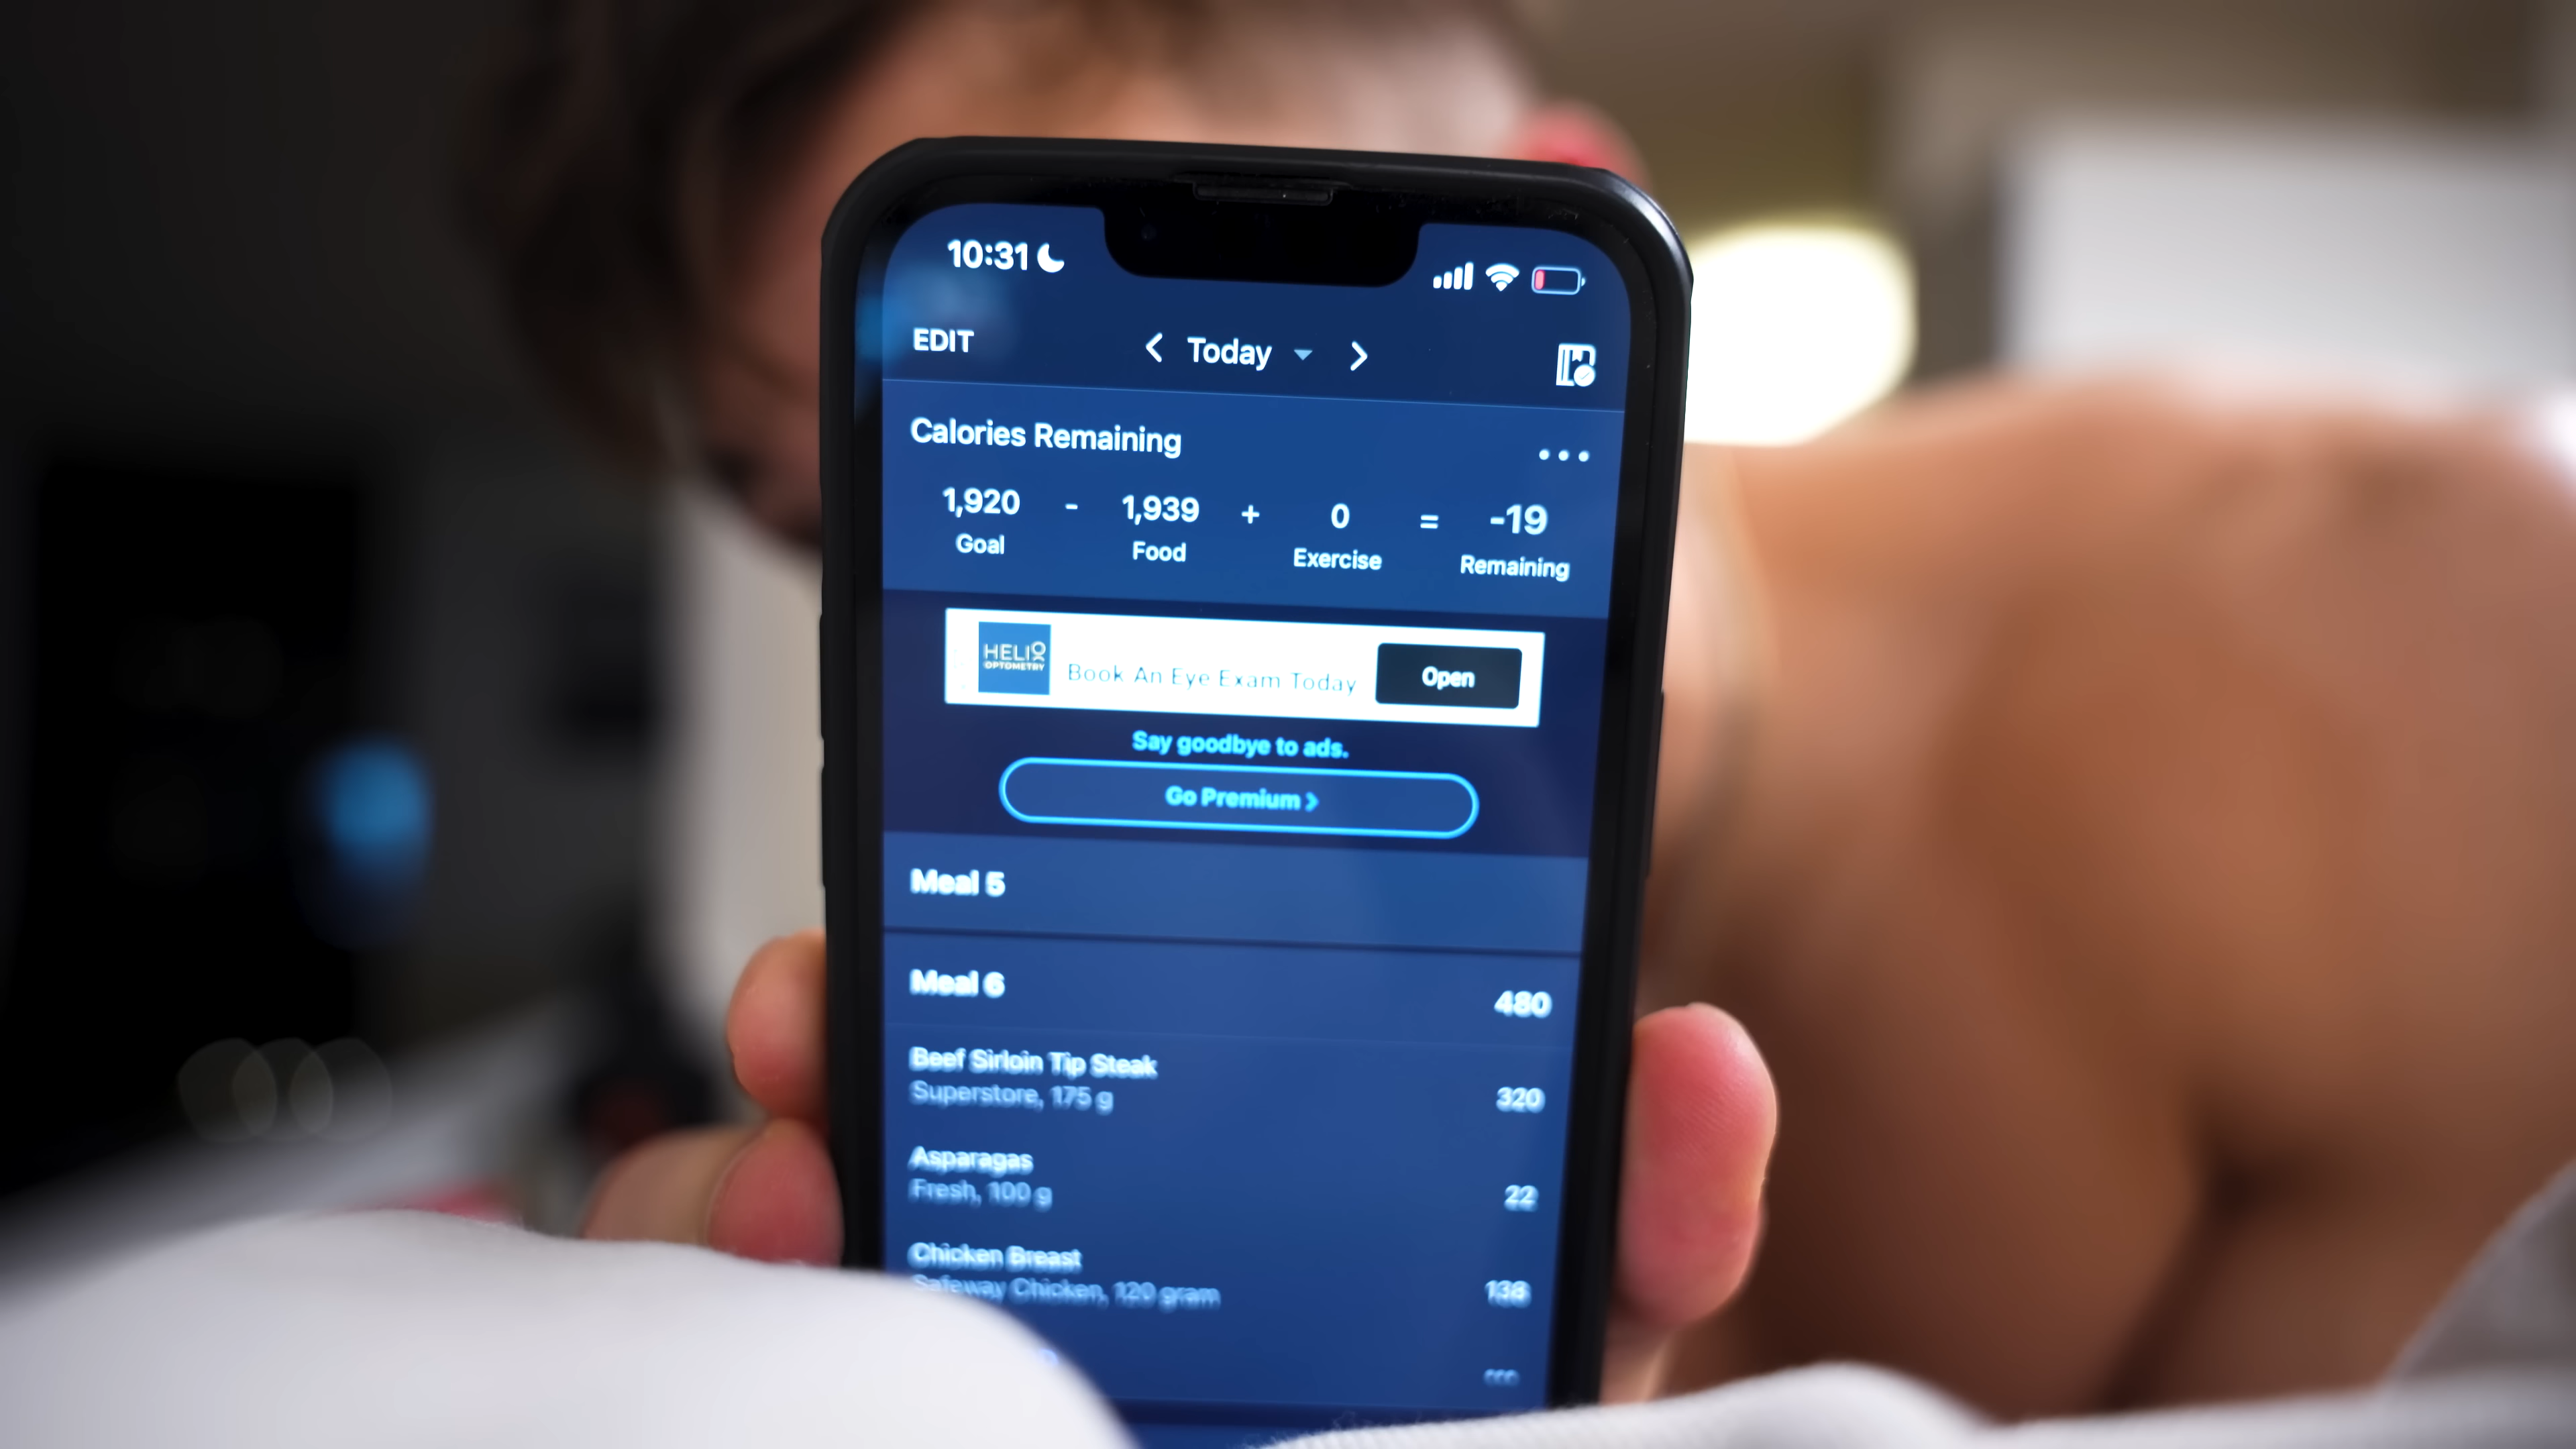 10:31
EDIT
Today
Calories Remaining
1,920 - 1,939 + 0 = -19
Goal Food Exercise Remaining
HELIO
OPTOMETRY
Book An Eye Exam Today
Open
Say goodbye to ads.
Go Premium >
Meal 5
Meal 6 480
Beef Sirloin Tip Steak
Superstore, 175 g 320
Asparagas
Fresh, 100 g 22
Chicken Breast
Safeway Chicken, 120 gram 138